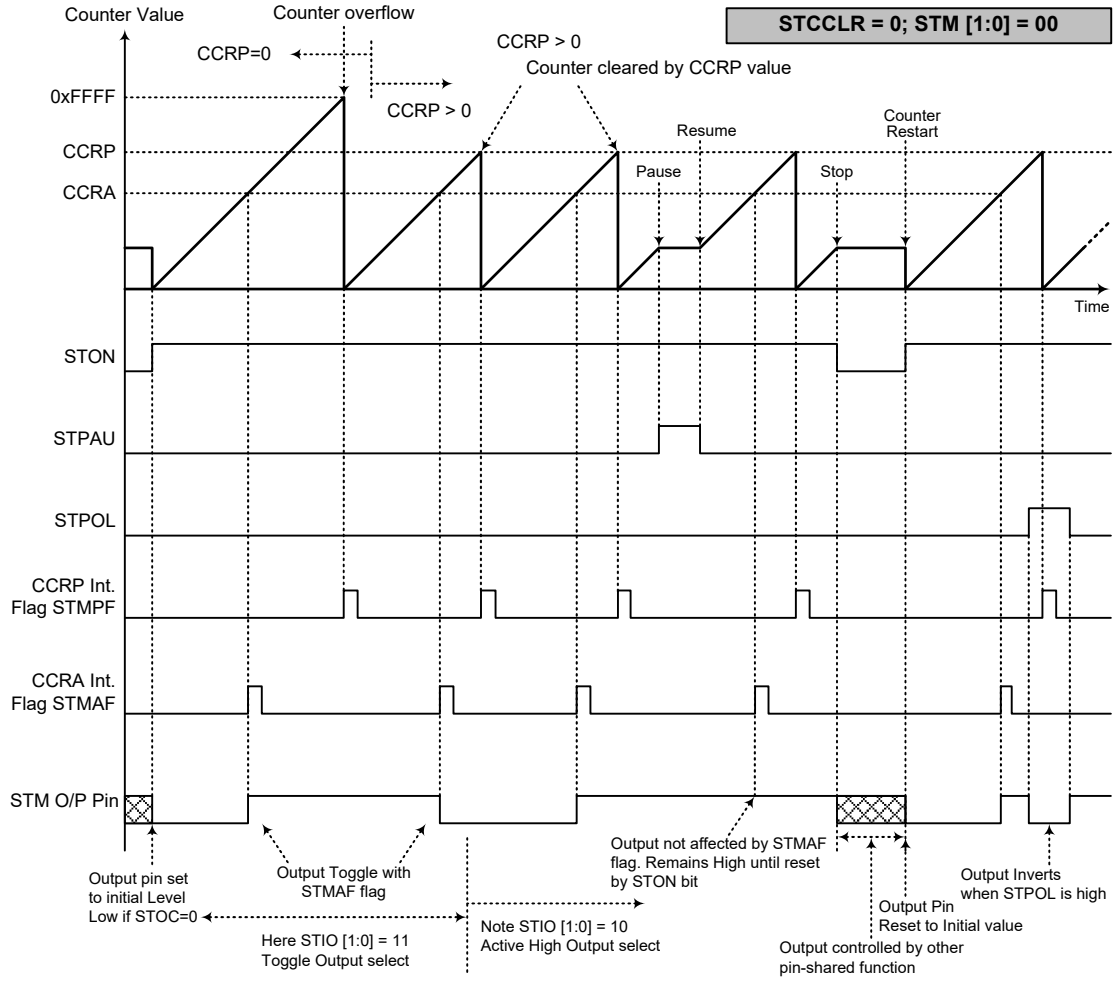 Counter Value
Counter overflow
STCCLR = 0; STM [1:0] = 00
CCRP=0
CCRP > 0
CCRP > 0
Counter cleared by CCRP value
0xFFFF
CCRP
CCRA
Pause
Resume
Stop
Counter
Restart
Time
STON
STPAU
STPOL
CCRP Int.
Flag STMPF
CCRA Int.
Flag STMAF
STM O/P Pin
Output pin set
to initial Level
Low if STOC=0
Output Toggle with
STMAF flag
Here STIO [1:0] = 11
Toggle Output select
Note STIO [1:0] = 10
Active High Output select
Output not affected by STMAF
flag. Remains High until reset
by STON bit
Output controlled by other
pin-shared function
Output Pin
Reset to Initial value
Output Inverts
when STPOL is high